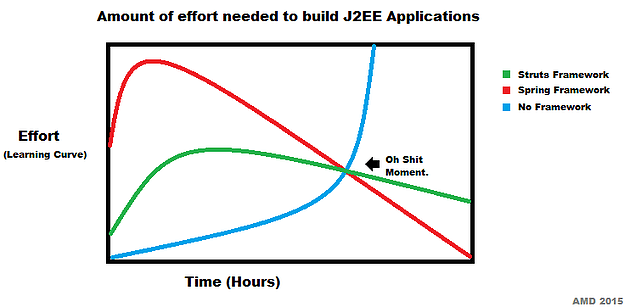 Amount of effort needed to build J2EE Applications
Struts Framework
Spring Framework
No Framework
Effort
(Learning Curve)
Oh Shit
Moment.
Time (Hours)
AMD 2015